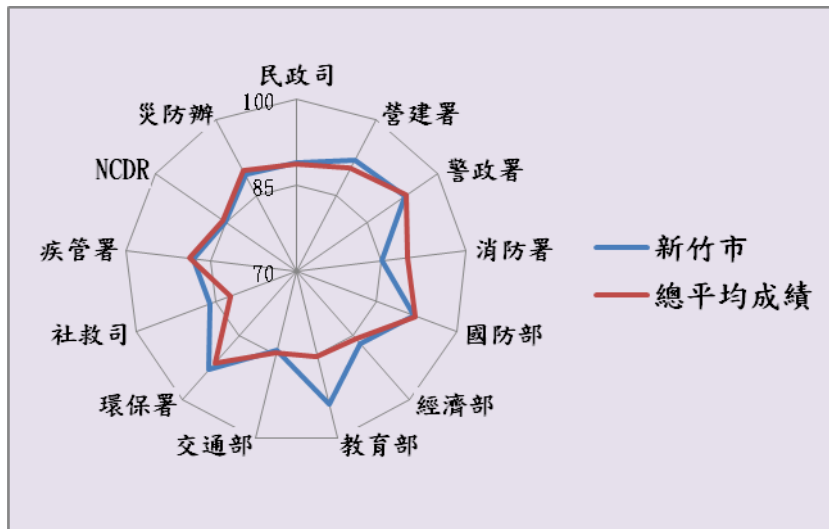 民政司
營建署
警政署
消防署
國防部
經濟部
教育部
交通部
環保署
社救司
疾管署
NCDR
災防辦
100
85
70
新竹市
總平均成績